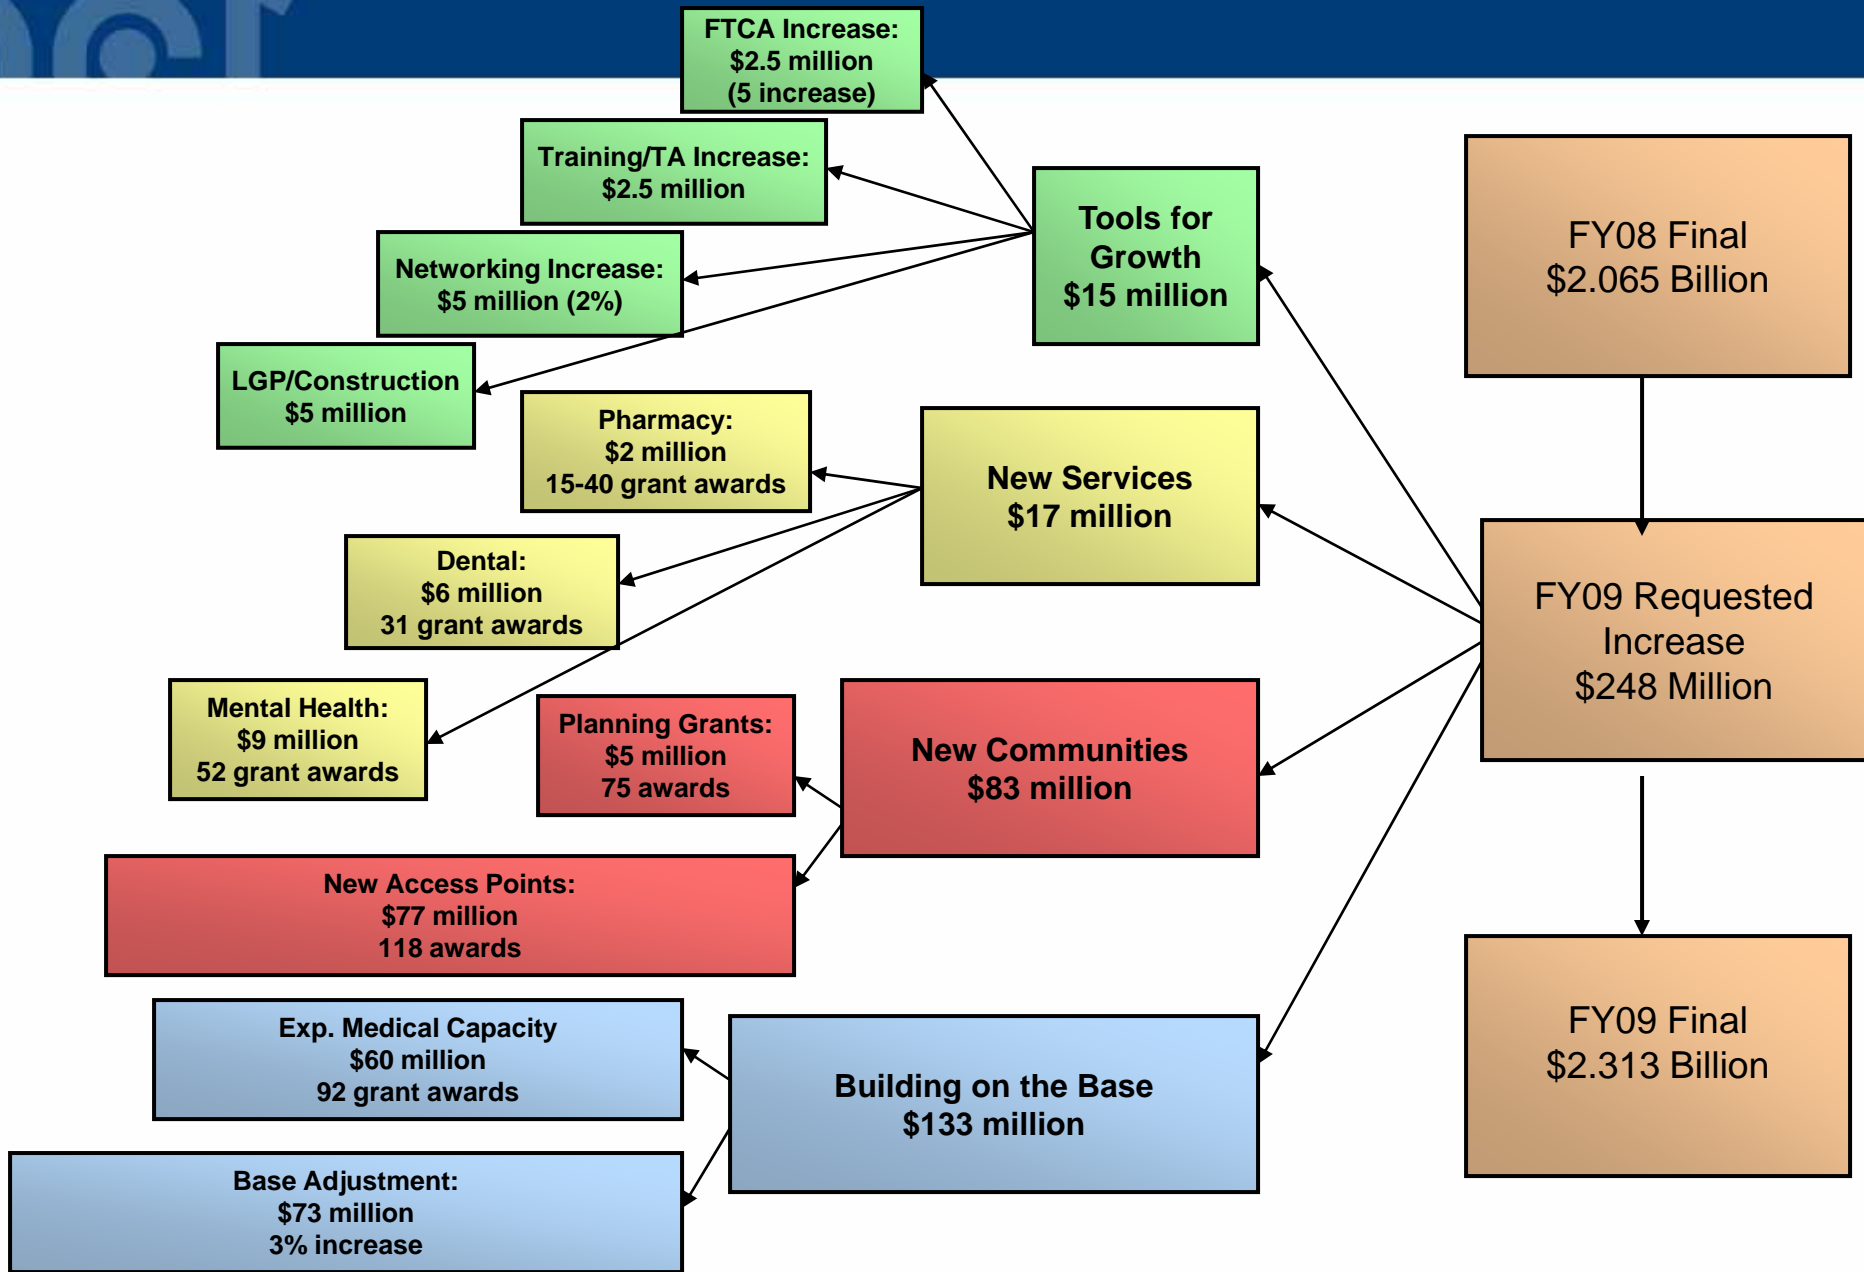 FTCA Increase:
$2.5 million
(5 increase)
Training/TA Increase:
$2.5 million
Networking Increase:
$5 million (2%)
LGP/Construction
$5 million
Tools for
Growth
$15 million
FY08 Final
$2.065 Billion
Pharmacy:
$2 million
15-40 grant awards
Dental:
$6 million
31 grant awards
Mental Health:
$9 million
52 grant awards
New Services
$17 million
FY09 Requested
Increase
$248 Million
Planning Grants:
$5 million
75 awards
New Access Points:
$77 million
118 awards
New Communities
$83 million
Exp. Medical Capacity
$60 million
92 grant awards
Base Adjustment:
$73 million
3% increase
Building on the Base
$133 million
FY09 Final
$2.313 Billion